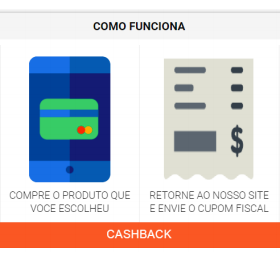 COMO FUNCIONA
COMPRE O PRODUTO QUE
VOCE ESCOLHEU
RETORNE AO NOSSO SITE
E ENVIE O CUPOM FISCAL
$
CASHBACK